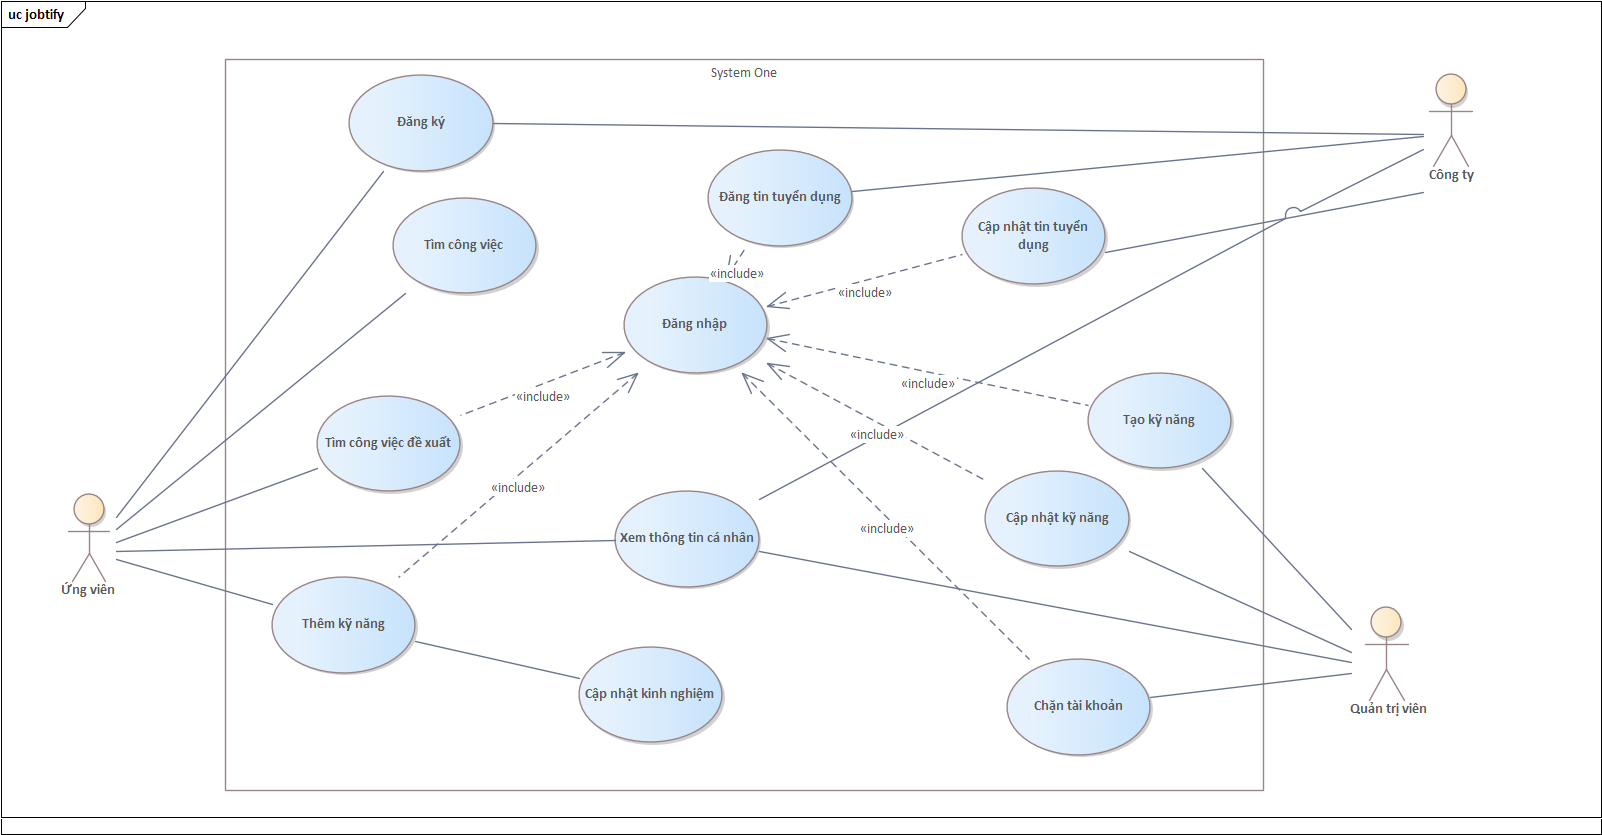 uc jobtify
System One
Đăng ký
Đăng tin tuyển dụng
Công ty
Tìm công việc
Cập nhật tin tuyển
dụng
«include»
«include»
Đăng nhập
«include»
«include»
Tạo kỹ năng
«include»
Tìm công việc đề xuất
«include»
Cập nhật kỹ năng
«include»
Xem thông tin cá nhân
Ứng viên
Thêm kỹ năng
Cập nhật kinh nghiệm
Chặn tài khoản
Quản trị viên